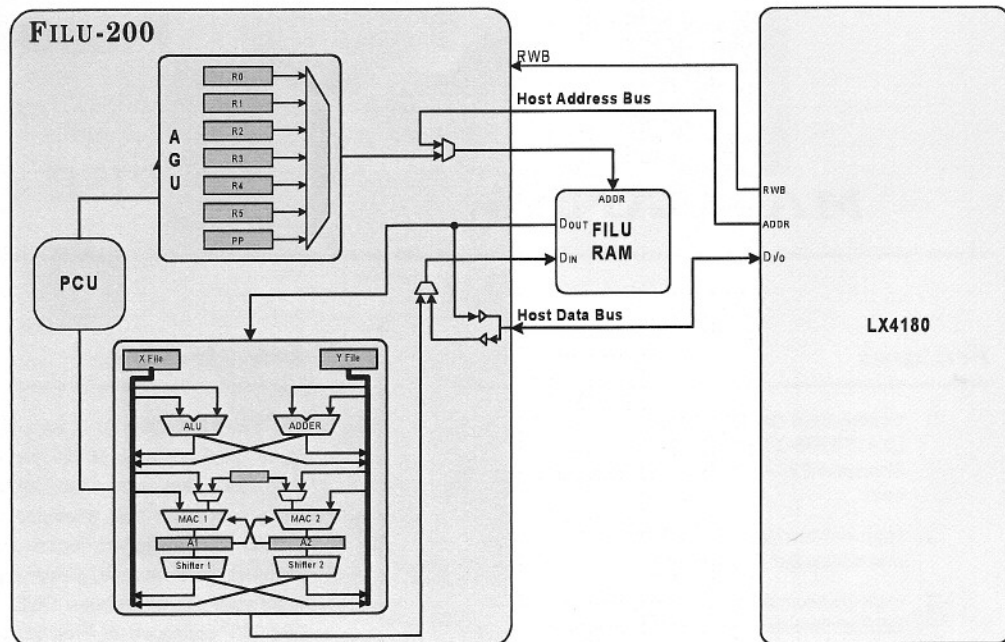 FILU-200
AGU
R0
R1
R2
R3
R4
R5
PP
PCU
X File
Y File
ALU
ADDER
MAC 1
MAC 2
A1
A2
Shifter 1
Shifter 2
RWB
Host Address Bus
ADDR
DOUT
FILU
RAM
DIN
Host Data Bus
RWB
ADDR
DI/O
LX4180